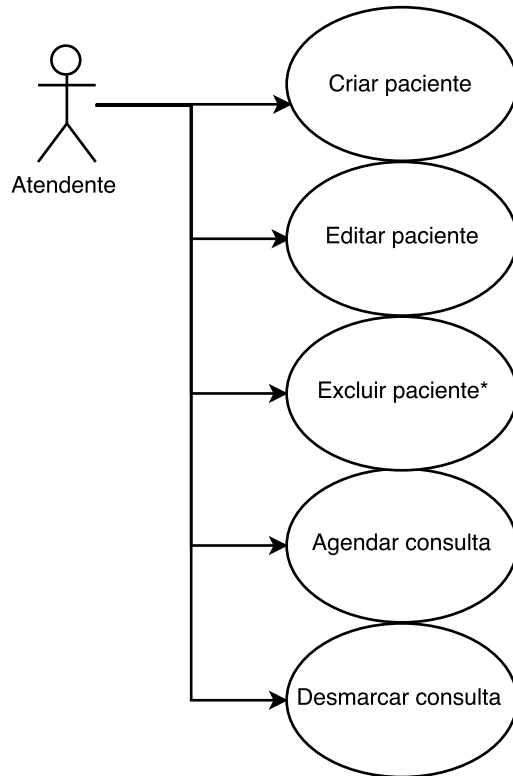 Criar paciente
Atendente
Editar paciente
Excluir paciente*
Agendar consulta
Desmarcar consulta